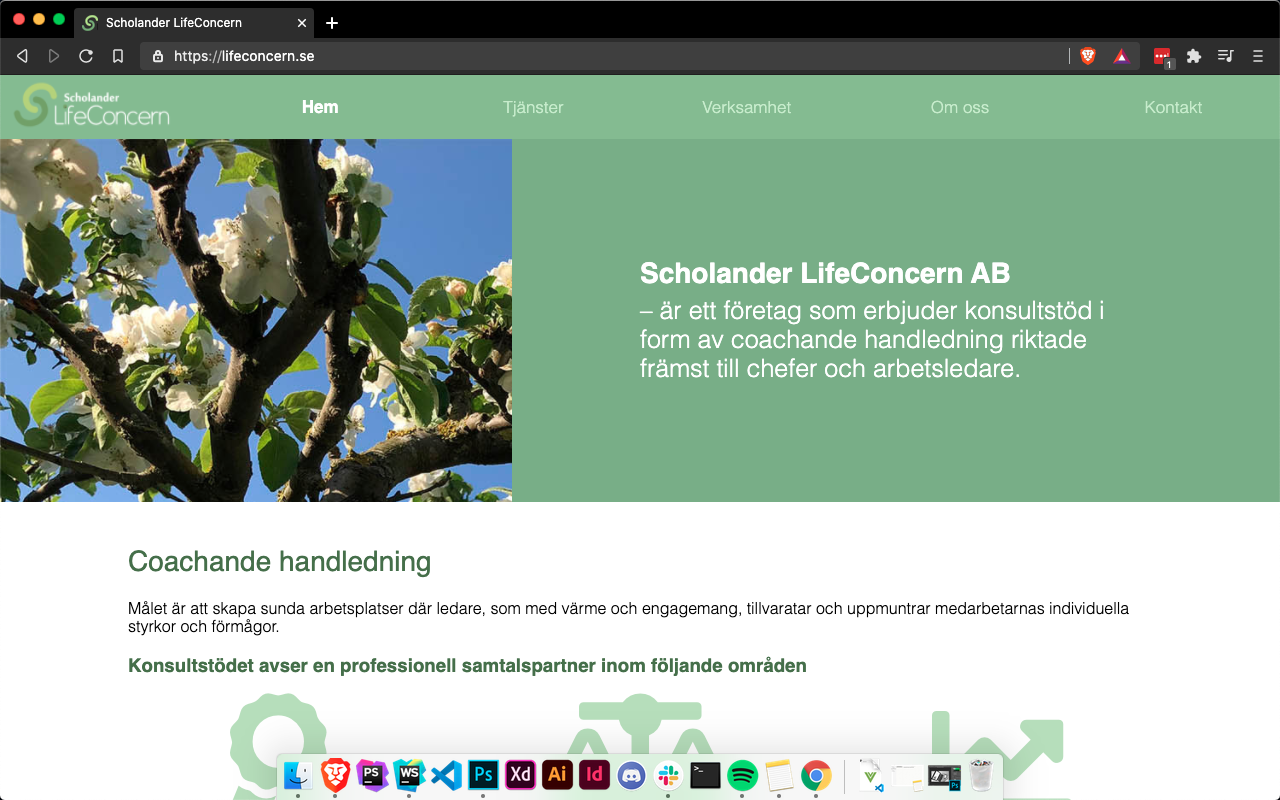 Scholander LifeConcern
https://lifeconcern.se
1
Scholander
LifeConcern
Hem
Tjänster
Verksamhet
Om oss
Kontakt
Scholander LifeConcern AB
– är ett företag som erbjuder konsultstöd i
form av coachande handledning riktade
främst till chefer och arbetsledare.
Coachande handledning
Målet är att skapa sunda arbetsplatser där ledare, som med värme och engagemang, tillvaratar och uppmuntrar medarbetarnas individuella
styrkor och förmågor.
Konsultstödet avser en professionell samtalspartner inom följande områden
PS
WS
Ps
Xd
Ai
Id
>_
Ps